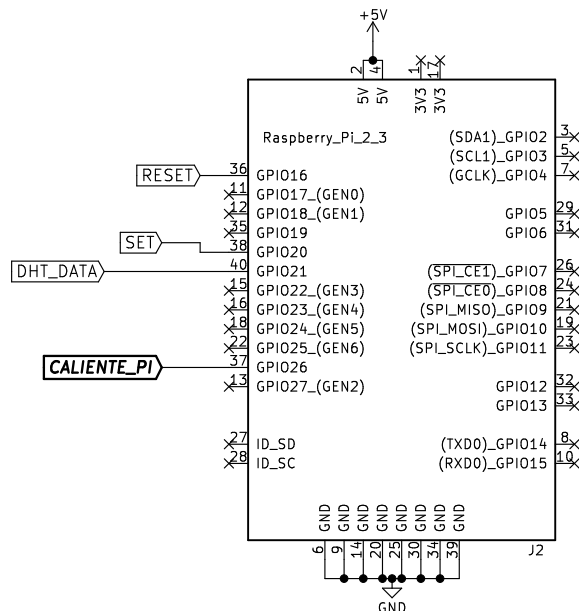 +5V
2 4 1 17
5V 5V 3V3 3V3
Raspberry_Pi_2_3
(SDA1)_GPIO2 3
(SCL1)_GPIO3 5
RESET 36 GPIO16 (GCLK)_GPIO4 7
11 GPIO17_(GEN0)
12 GPIO18_(GEN1) GPIO5 29
35 GPIO19 GPIO6 31
SET 38 GPIO20
DHT_DATA 40 GPIO21 (SPI_CE1)_GPIO7 26
15 GPIO22_(GEN3) (SPI_CE0)_GPIO8 24
16 GPIO23_(GEN4) (SPI_MISO)_GPIO9 21
18 GPIO24_(GEN5) (SPI_MOSI)_GPIO10 19
22 GPIO25_(GEN6) (SPI_SCLK)_GPIO11 23
CALIENTE_PI 37 GPIO26
13 GPIO27_(GEN2) GPIO12 32
GPIO13 33
27 ID_SD (TXD0)_GPIO14 8
28 ID_SC (RXD0)_GPIO15 10
GND GND GND GND GND GND GND GND
6 9 14 20 25 30 34 39
J2
GND